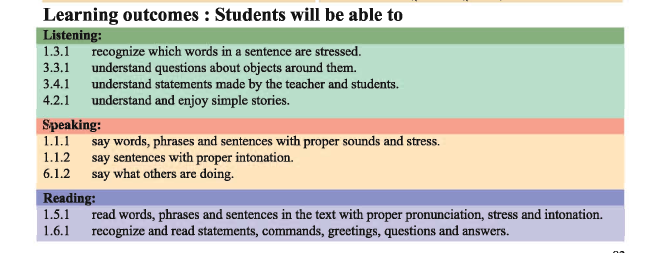 Learning outcomes : Students will be able to
Listening:
1.3.1 recognize which words in a sentence are stressed.
3.3.1 understand questions about objects around them.
3.4.1 understand statements made by the teacher and students.
4.2.1 understand and enjoy simple stories.
Speaking:
1.1.1 say words, phrases and sentences with proper sounds and stress.
1.1.2 say sentences with proper intonation.
6.1.2 say what others are doing.
Reading:
1.5.1 read words, phrases and sentences in the text with proper pronunciation, stress and intonation.
1.6.1 recognize and read statements, commands, greetings, questions and answers.